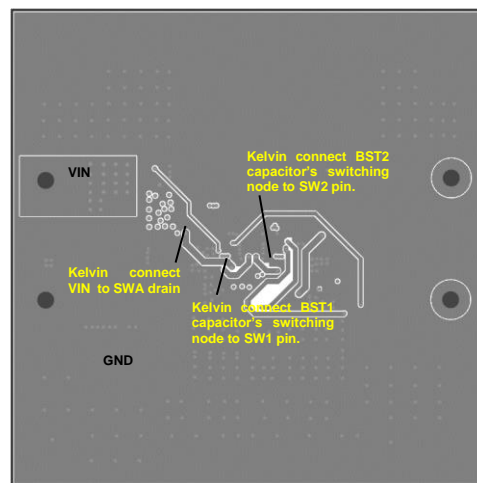 Kelvin connect BST2
capacitor's switching
node to SW2 pin.
VIN
Kelvin connect
VIN to SWA drain
Kelvin connect BST1
capacitor's switching
node to SW1 pin.
GND